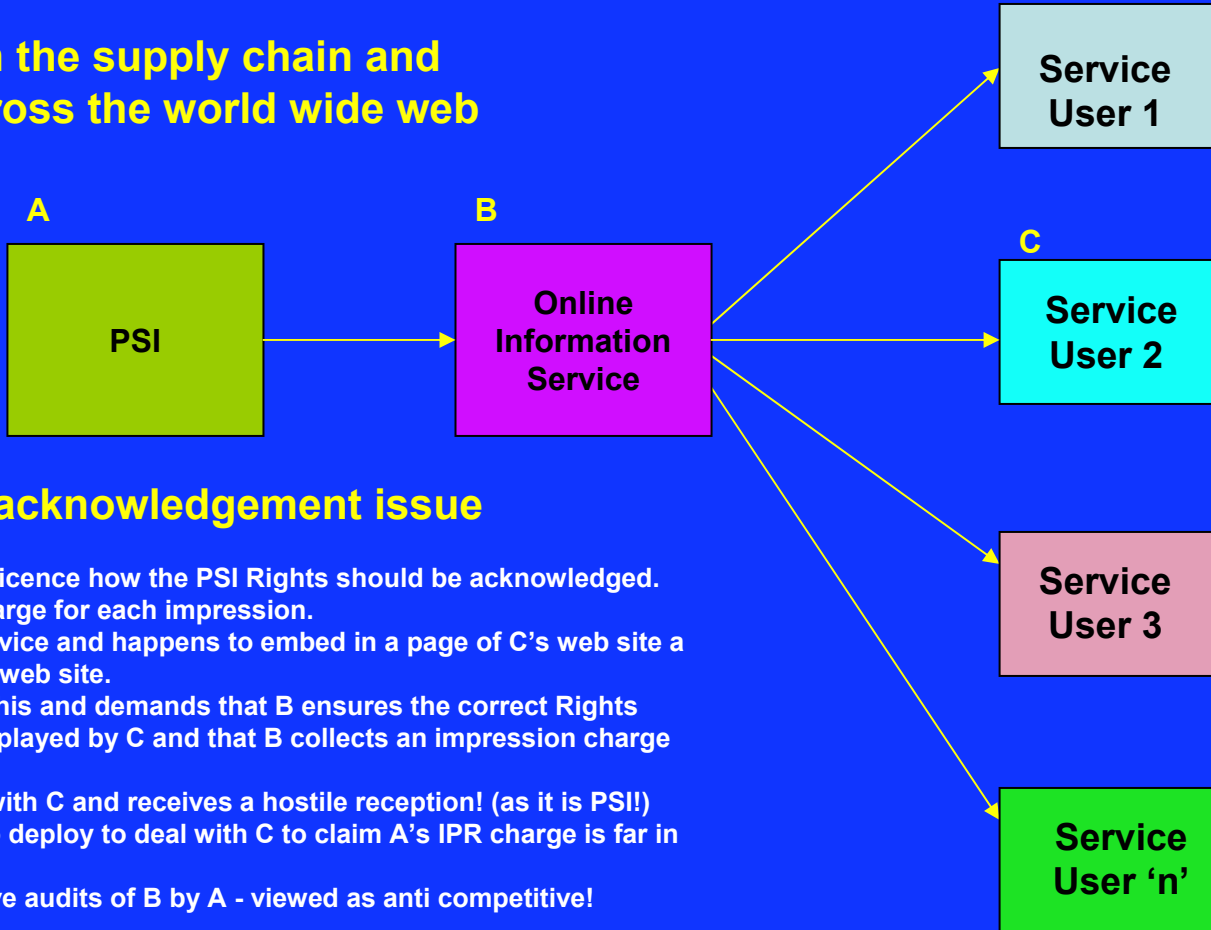 n the supply chain and
ross the world wide web
Service
User 1
A
B
C
PSI
Online
Information
Service
Service
User 2
acknowledgement issue
icence how the PSI Rights should be acknowledged.
arge for each impression.
vice and happens to embed in a page of C’s web site a
web site.
his and demands that B ensures the correct Rights
played by C and that B collects an impression charge
with C and receives a hostile reception! (as it is PSI!)
deploy to deal with C to claim A’s IPR charge is far in
ve audits of B by A - viewed as anti competitive!
Service
User 3
Service
User ‘n’